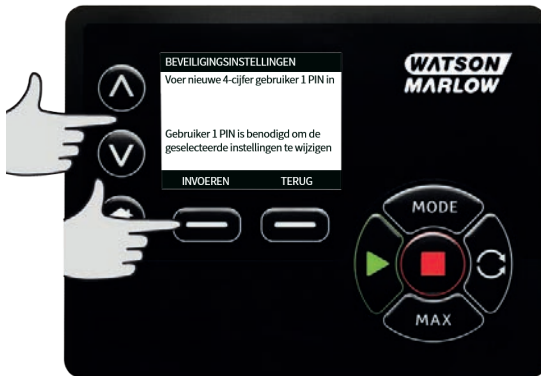 WATSON
MARLOW
BEVEILIGINGSINSTELLINGEN
Voer nieuwe 4-cijfer gebruiker 1 PIN in
Gebruiker 1 PIN is benodigd om de
geselecteerde instellingen te wijzigen
INVOEREN TERUG
MODE
MAX